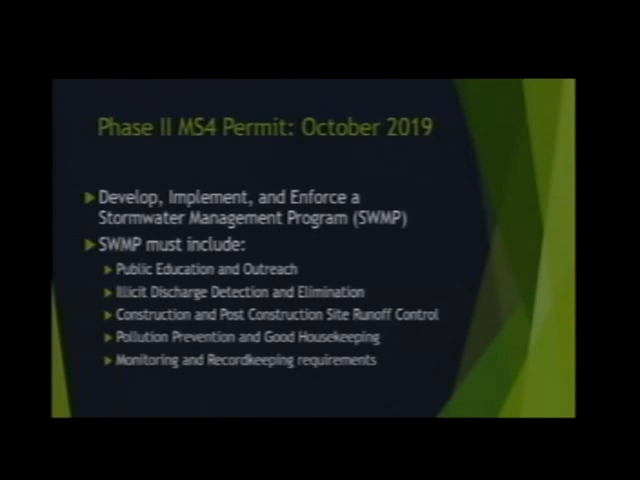 Phase II MS4 Permit: October 2019
Develop, Implement, and Enforce a
Stormwater Management Program (SWMP)
SWMP must include:
Public Education and Outreach
Illicit Discharge Detection and Elimination
Construction and Post Construction Site Runoff Control
Pollution Prevention and Good Housekeeping
Monitoring and Recordkeeping requirements